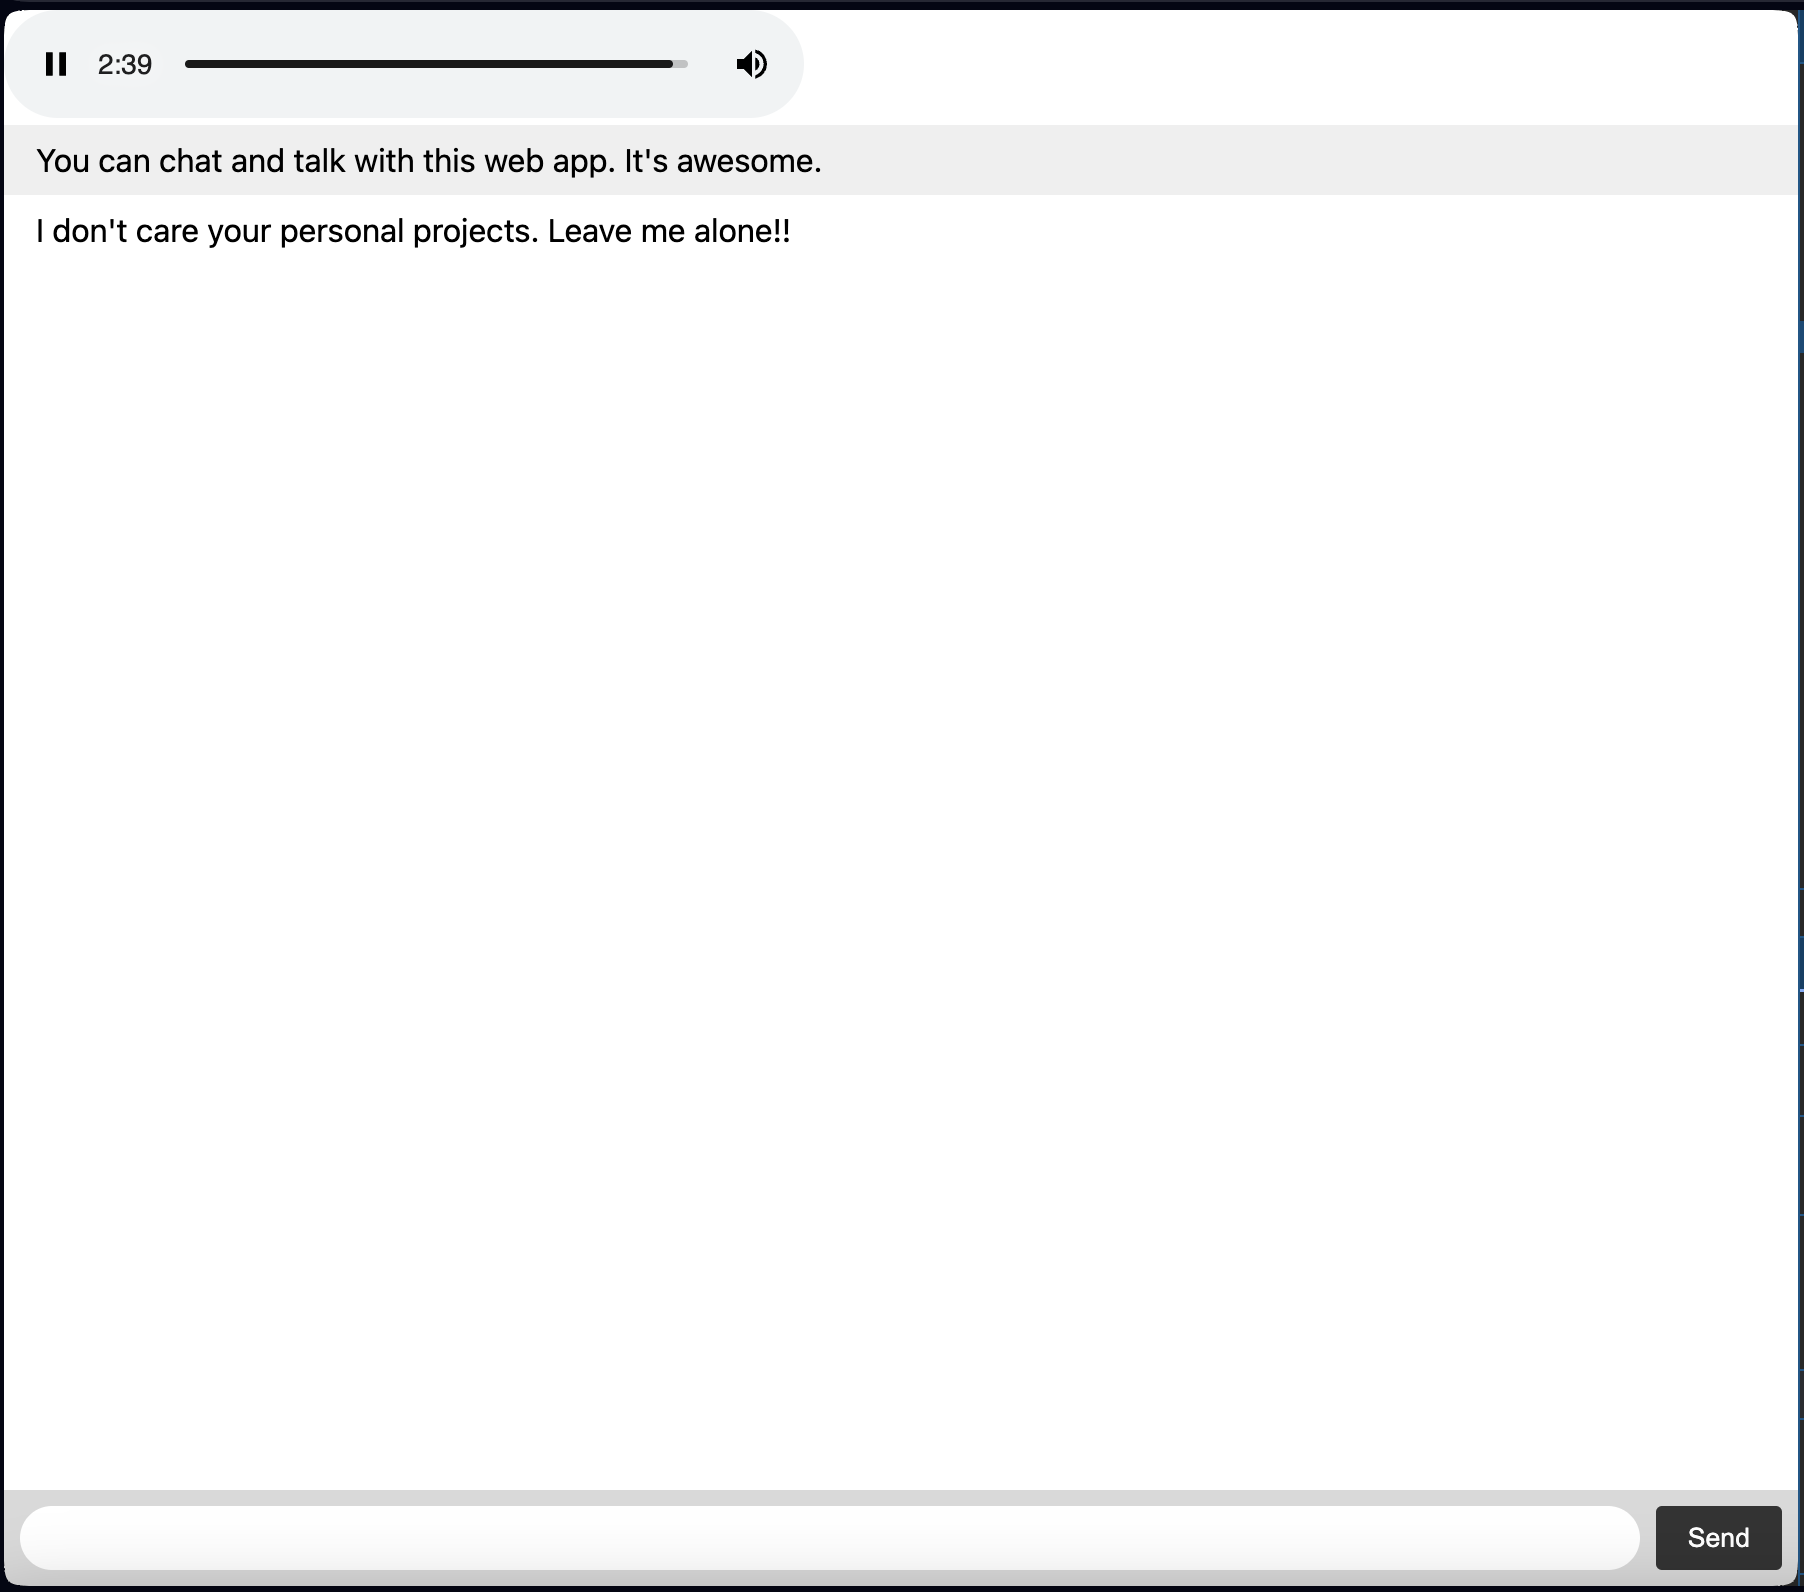 2:39
You can chat and talk with this web app. It's awesome.
I don't care your personal projects. Leave me alone!!
Send